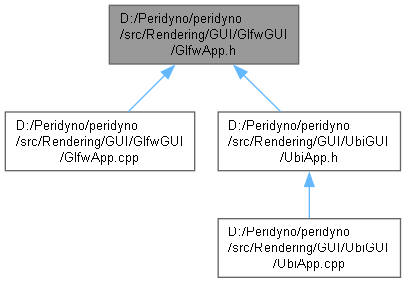 D:/Peridyno/peridyno
/src/Rendering/GUI/GlfwGUI
/GlfwApp.h
D:/Peridyno/peridyno
/src/Rendering/GUI/GlfwGUI
/GlfwApp.cpp
D:/Peridyno/peridyno
/src/Rendering/GUI/UbiGUI
/UbiApp.h
D:/Peridyno/peridyno
/src/Rendering/GUI/UbiGUI
/UbiApp.cpp